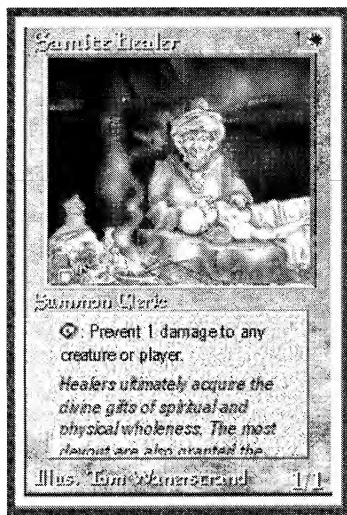 Samite Healer 1
Summon Cleric
: Prevent 1 damage to any
creature or player.
Healers ultimately acquire the
divine gifts of spiritual and
physical wholeness. The most
devout are also granted the
Illus. Tom Wänerstrand 1/1